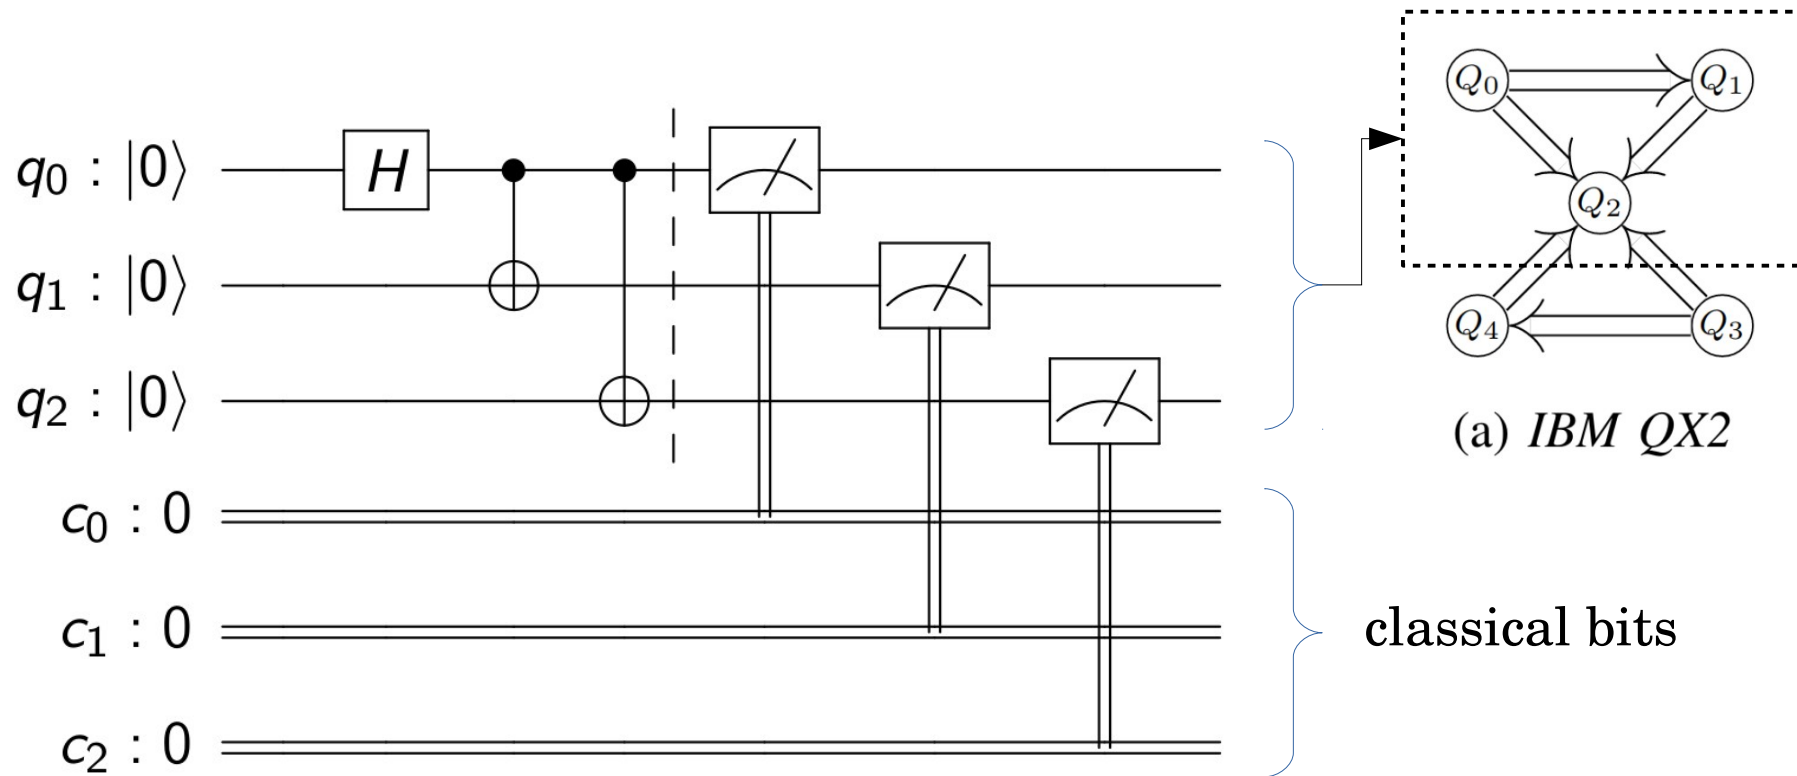 q₀ : |0⟩ H
q₁ : |0⟩
q₂ : |0⟩
c₀ : 0
c₁ : 0
c₂ : 0
classical bits
Q₀ Q₁
Q₂
Q₄ Q₃
(a) IBM QX2